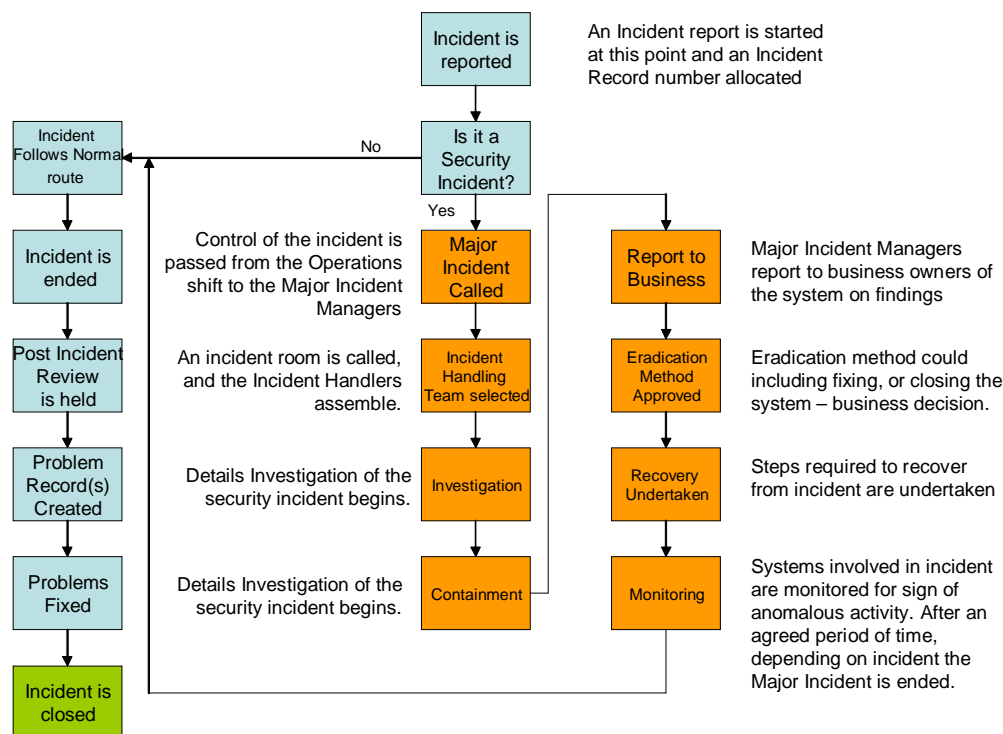 Incident is
reported
An Incident report is started
at this point and an Incident
Record number allocated
Incident
Follows Normal
route
No
Is it a
Security
Incident?
Yes
Incident is
ended
Control of the incident is
passed from the Operations
shift to the Major Incident
Managers
Major
Incident
Called
Report to
Business
Major Incident Managers
report to business owners of
the system on findings
Post Incident
Review
is held
An incident room is called,
and the Incident Handlers
assemble.
Incident
Handling
Team selected
Eradication
Method
Approved
Eradication method could
including fixing, or closing the
system – business decision.
Problem
Record(s)
Created
Details Investigation of the
security incident begins.
Investigation
Recovery
Undertaken
Steps required to recover
from incident are undertaken
Problems
Fixed
Details Investigation of the
security incident begins.
Containment
Monitoring
Systems involved in incident
are monitored for sign of
anomalous activity. After an
agreed period of time,
depending on incident the
Major Incident is ended.
Incident is
closed